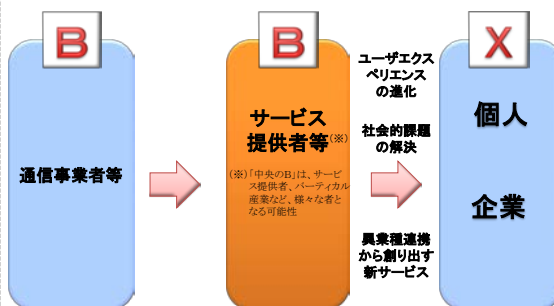 B
通信事業者等
B
サービス
提供者等(※)
(※)「中央のB」は、サービ
ス提供者、バーティカル
産業など、様々な者と
なる可能性
ユーザエクス
ペリエンス
の進化
社会的課題
の解決
異業種連携
から創り出す
新サービス
X
個人
企業